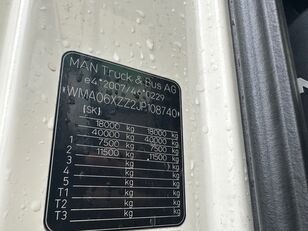 MAN Truck & Bus AG
e4*2007/46*0229
*WMA06XZZ2JP108740*
(SK)
18000 kg 18000 kg
40000 kg 40000 kg
1 7500 kg 7500 kg
2 11500 kg 11500 kg
3 kg kg
4 kg kg
5 kg kg
T1 kg kg
T2 kg kg
T3 kg kg